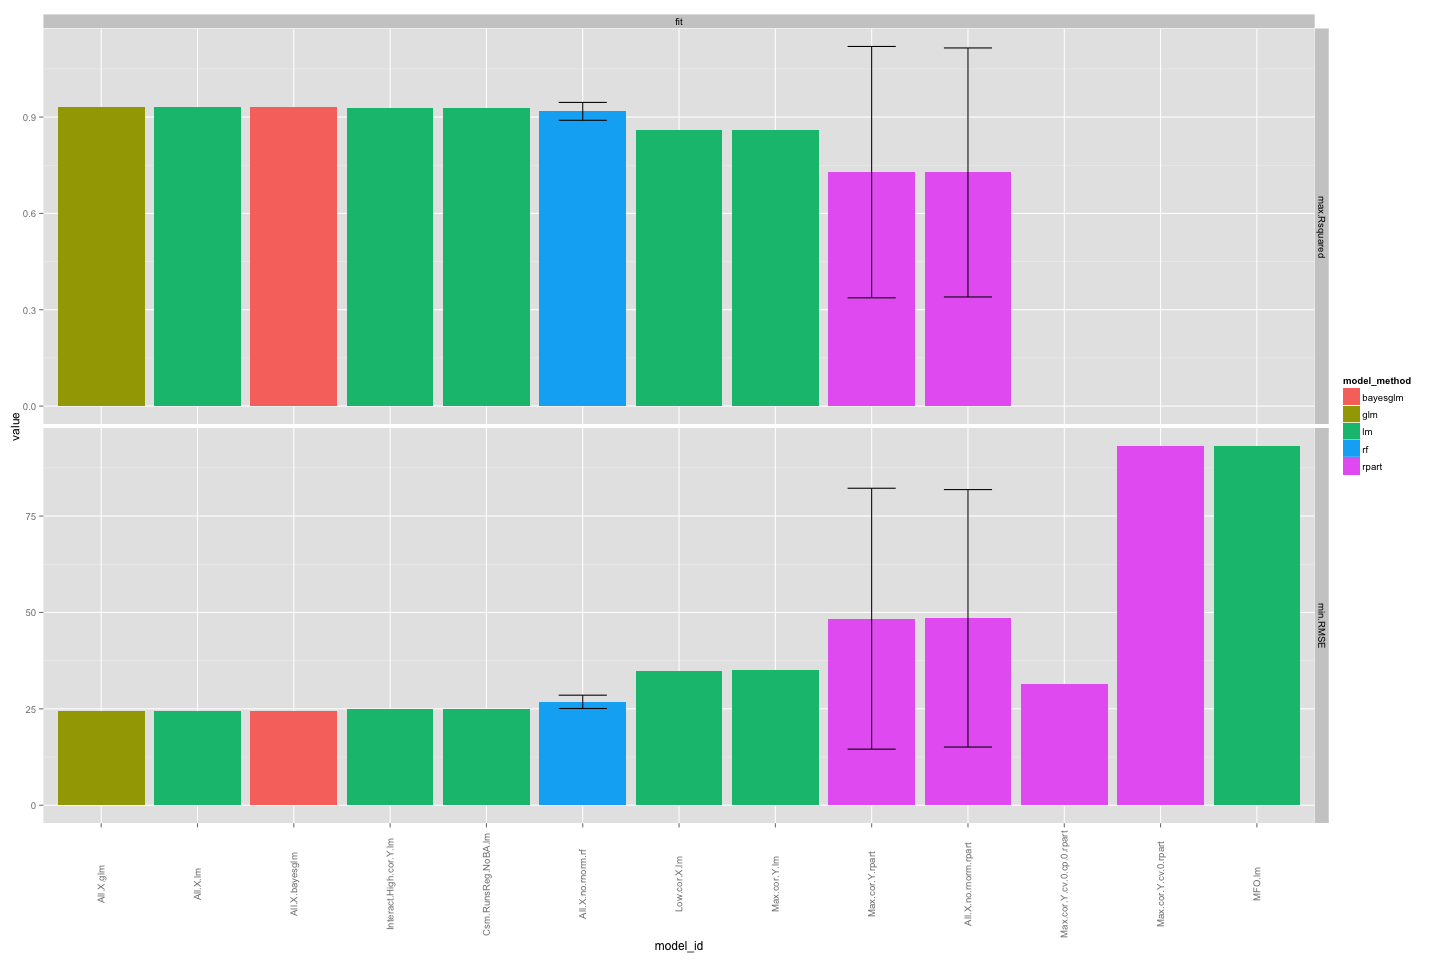 fit
0.9
0.6
0.3
0.0
max.Rsquared
value
75
50
25
0
min.RMSE
All.X.glm
All.X.lm
All.X.bayesglm
Interact.High.cor.Y.lm
Csm.RunsReg.NoBA.lm
All.X.no.rnorm.rf
Low.cor.X.lm
Max.cor.Y.lm
Max.cor.Y.rpart
All.X.no.rnorm.rpart
Max.cor.Y.cv.0.cp.0.rpart
Max.cor.Y.cv.0.rpart
MFO.lm
model_id
model_method
bayesglm
glm
lm
rf
rpart